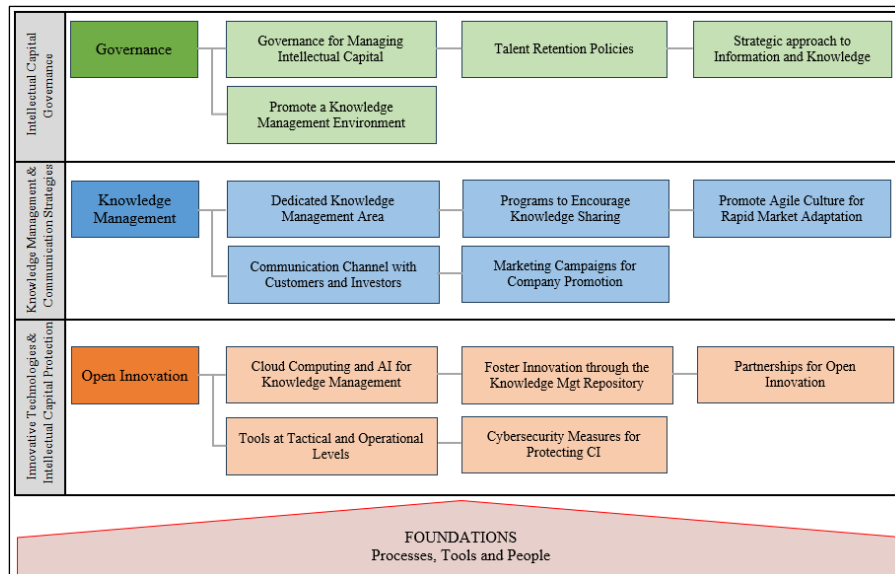 Intellectual Capital
Governance
Governance
Governance for Managing
Intellectual Capital
Talent Retention Policies
Strategic approach to
Information and Knowledge
Promote a Knowledge
Management Environment
Knowledge Management &
Communication Strategies
Knowledge
Management
Dedicated Knowledge
Management Area
Programs to Encourage
Knowledge Sharing
Promote Agile Culture for
Rapid Market Adaptation
Communication Channel with
Customers and Investors
Marketing Campaigns for
Company Promotion
Innovative Technologies &
Intellectual Capital Protection
Open Innovation
Cloud Computing and AI for
Knowledge Management
Foster Innovation through the
Knowledge Mgt Repository
Partnerships for Open
Innovation
Tools at Tactical and Operational
Levels
Cybersecurity Measures for
Protecting CI
FOUNDATIONS
Processes, Tools and People